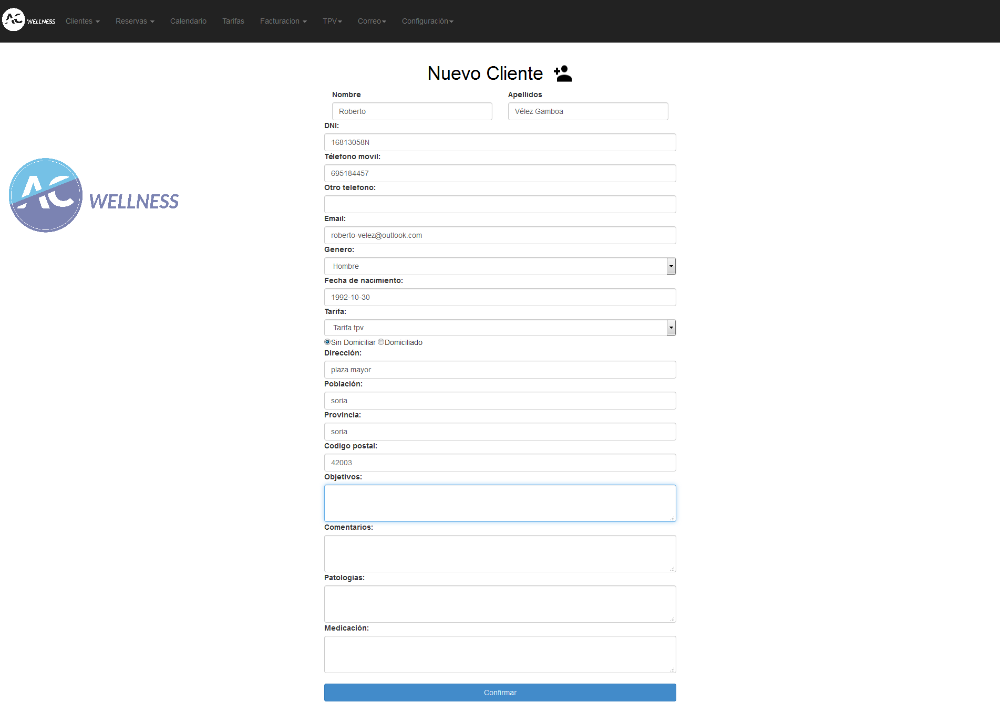 AC WELLNESS Clientes Reservas Calendario Tarifas Facturacion TPV Correo Configuración
Nuevo Cliente
Nombre Apellidos
Roberto Vélez Gamboa
DNI:
16813058N
Télefono movil:
695184457
Otro telefono:
AC WELLNESS
Email:
roberto-velez@outlook.com
Genero:
Hombre
Fecha de nacimiento:
1992-10-30
Tarifa:
Tarifa tpv
Sin Domiciliar Domiciliado
Dirección:
plaza mayor
Población:
soria
Provincia:
soria
Codigo postal:
42003
Objetivos:
Comentarios:
Patologias:
Medicación:
Confirmar